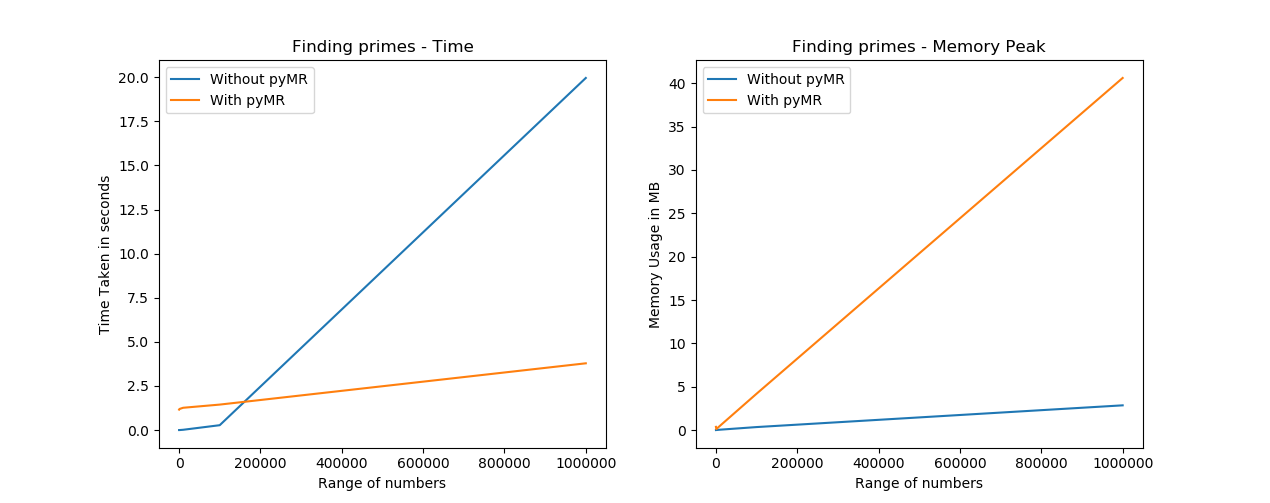 Finding primes - Time
Without pyMR
With pyMR
20.0
17.5
15.0
12.5
10.0
7.5
5.0
2.5
0.0
Time Taken in seconds
0 200000 400000 600000 800000 1000000
Range of numbers
Finding primes - Memory Peak
Without pyMR
With pyMR
40
35
30
25
20
15
10
5
0
Memory Usage in MB
0 200000 400000 600000 800000 1000000
Range of numbers